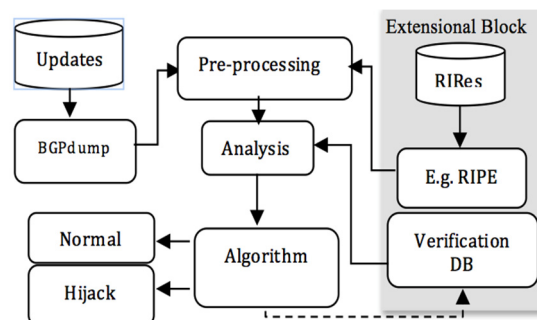 Extensional Block
Updates
Pre-processing
RIRes
BGPdump
Analysis
E.g. RIPE
Normal
Algorithm
Verification
DB
Hijack